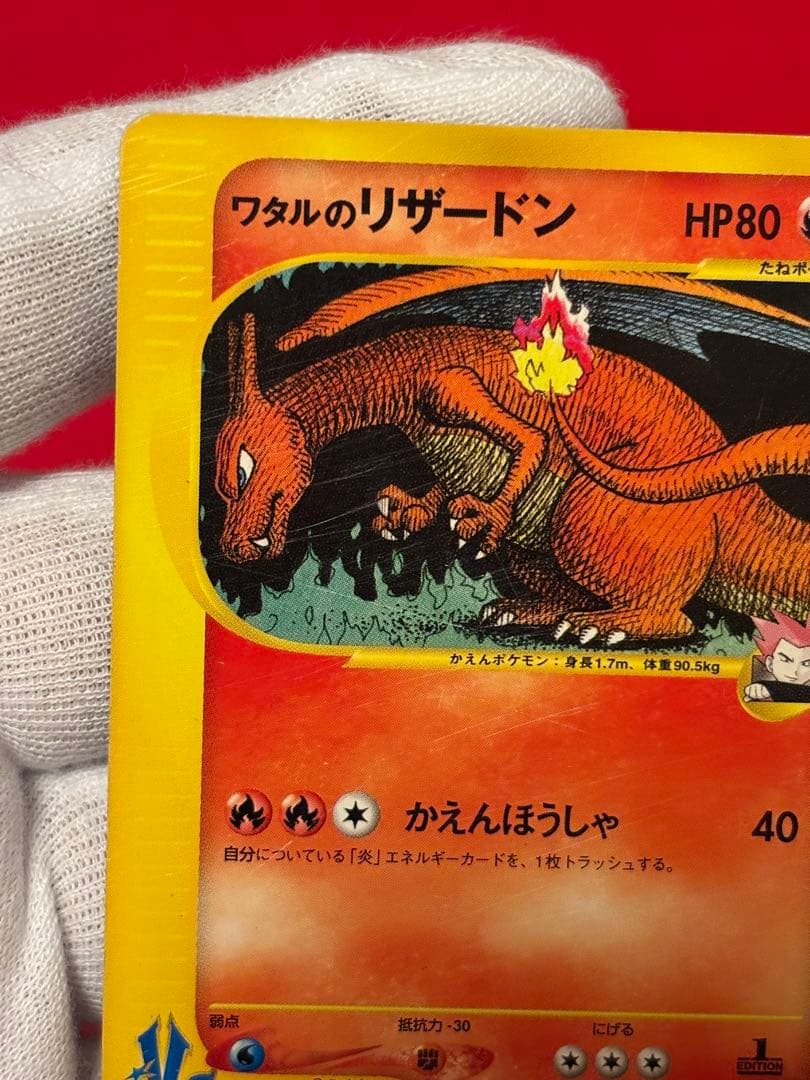 ワタルのリザードン HP80
たねポ
かえんポケモン：身長1.7m、体重90.5kg
かえんほうしゃ 40
自分についている「炎」エネルギーカードを、1枚トラッシュする。
弱点 抵抗力-30 にげる
1
EDITION